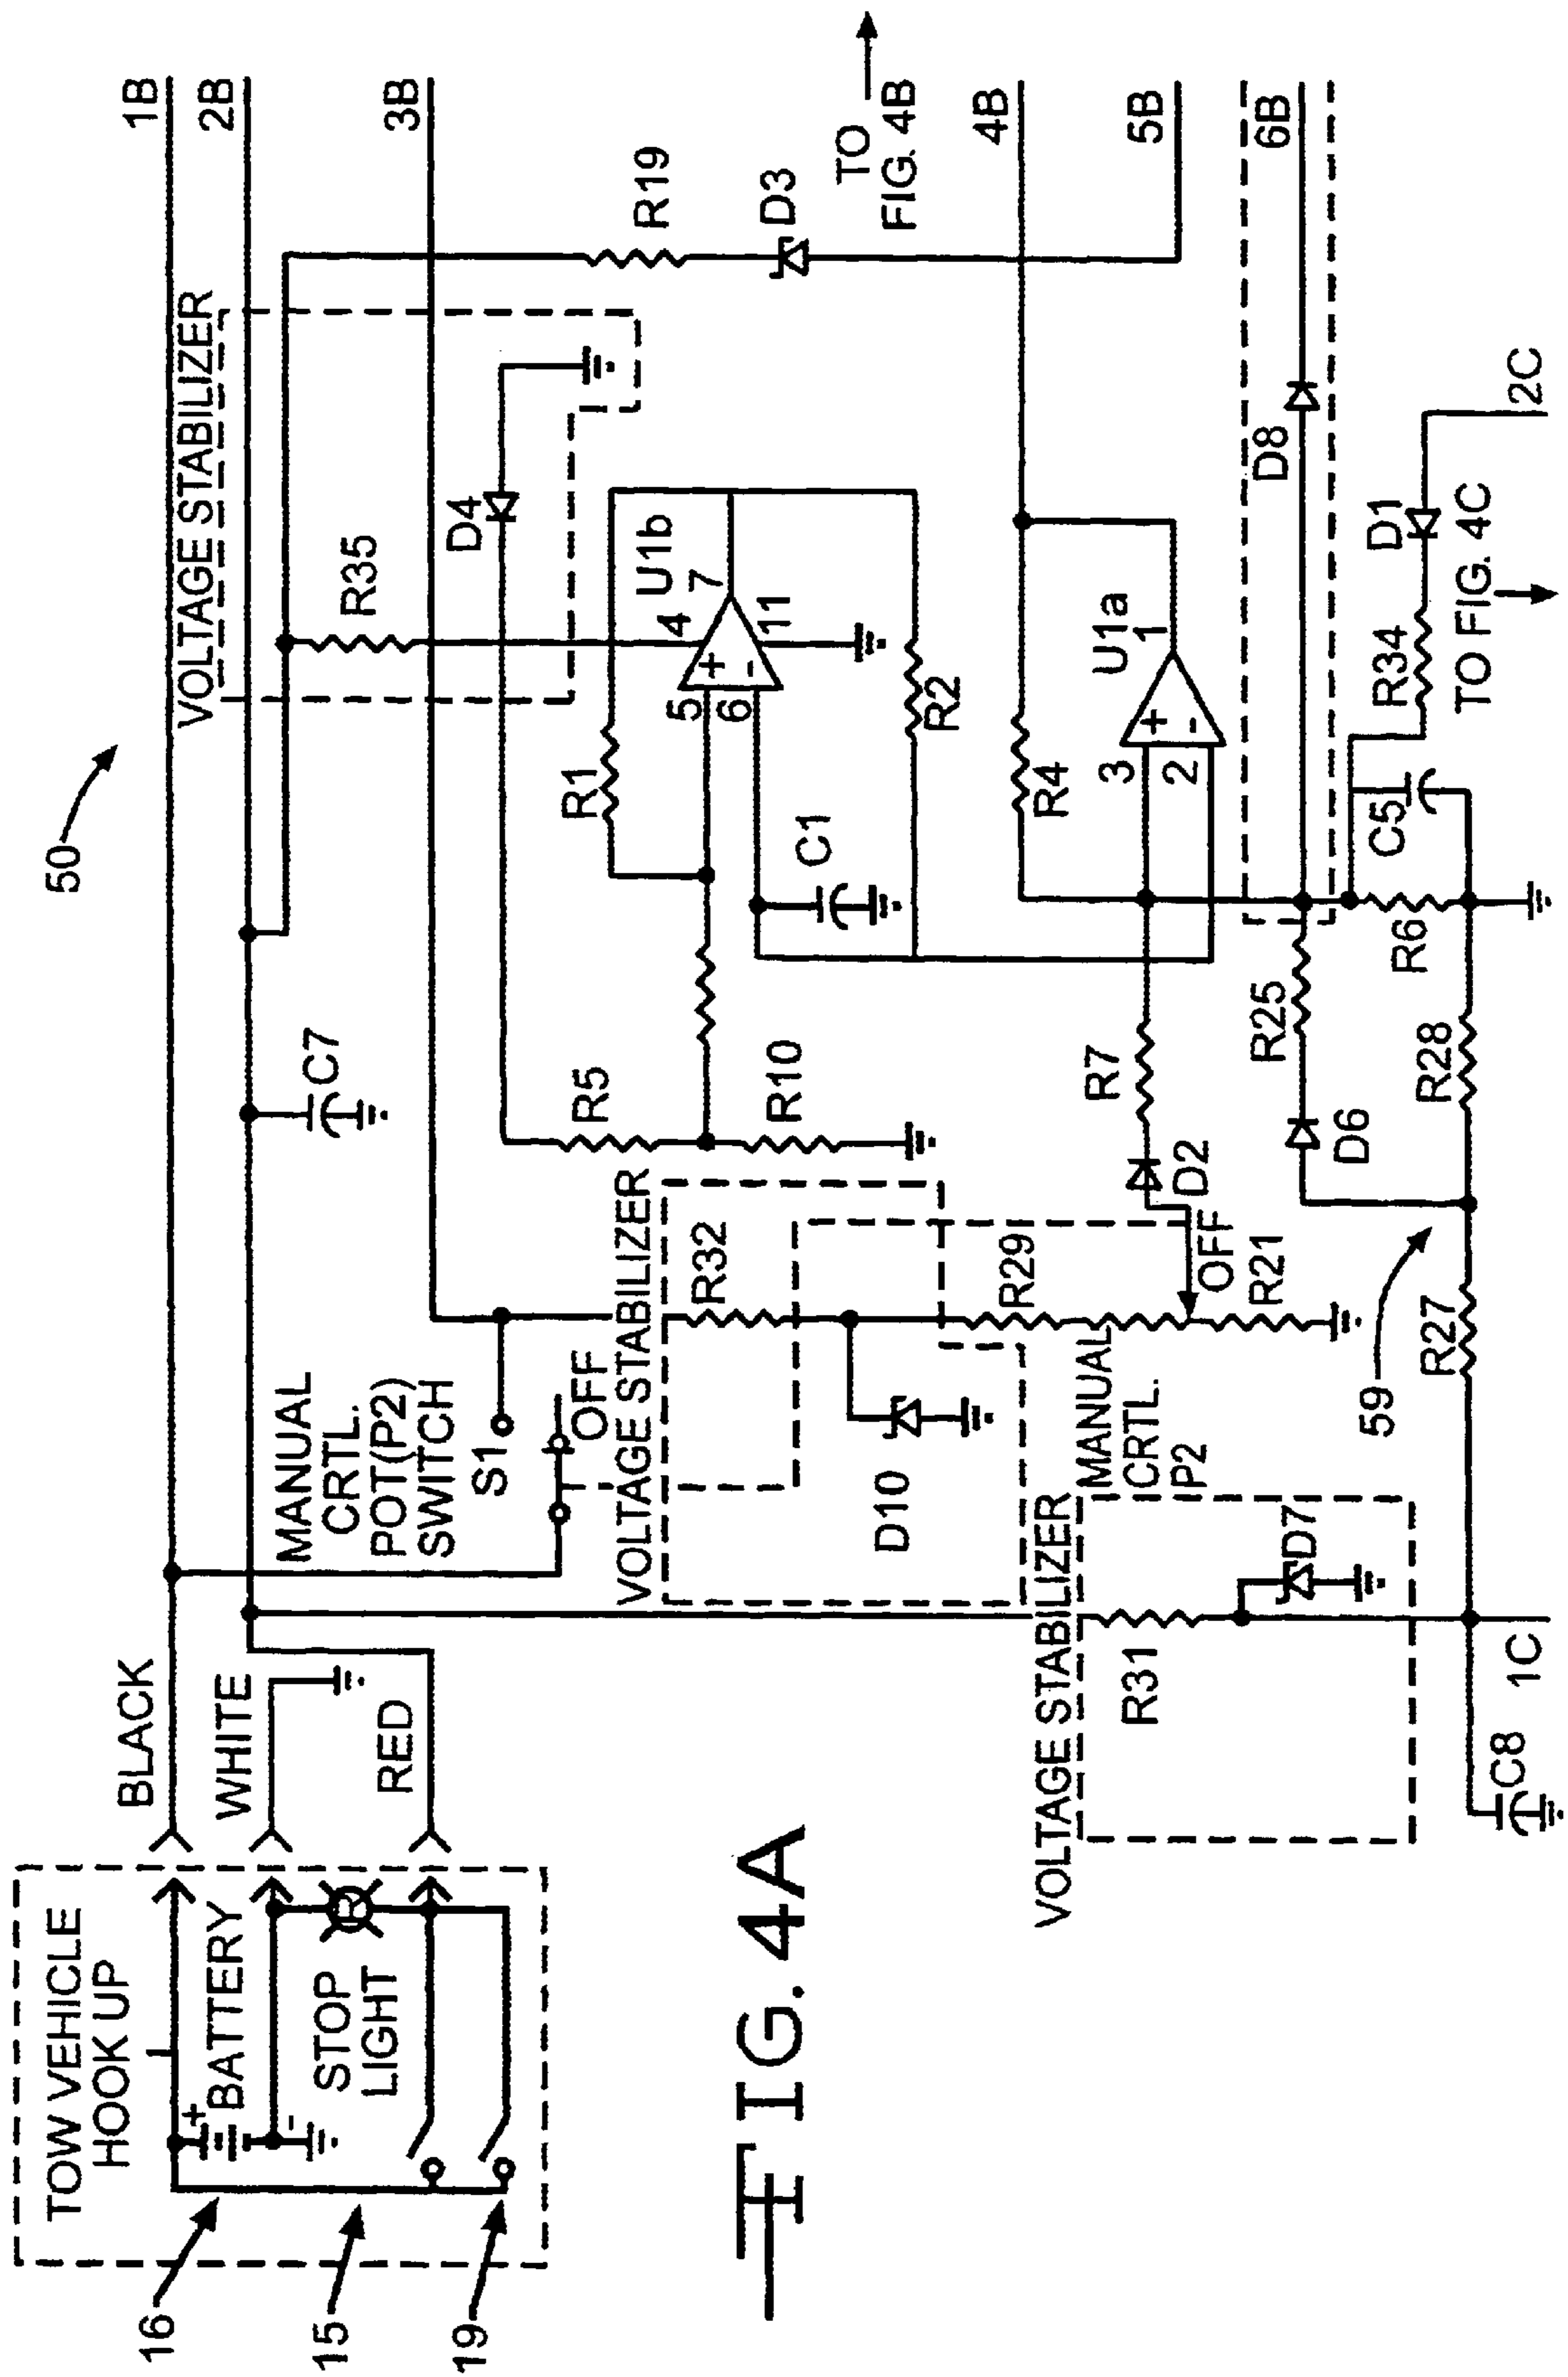 50
1B
2B
3B
TO
FIG. 4B
4B
5B
6B
VOLTAGE STABILIZER
R19
D3
R35
D4
U1b
4
7
11
5
+
6
-
R1
R2
C1
C7
R5
R10
U1a
1
3
+
2
-
R4
D8
2C
D1
R34
TO FIG. 4C
C5
R6
R25
R28
R7
D2
D6
59
R27
OFF
R21
R29
R32
VOLTAGE STABILIZER
D10
MANUAL
CRTL.
P2
MANUAL
CRTL.
POT(P2)
SWITCH
S1
OFF
VOLTAGE STABILIZER
R31
D7
1C
C8
BLACK
WHITE
RED
TOW VEHICLE
HOOK UP
BATTERY
+
-
STOP
LIGHT
16
15
19
FIG. 4A